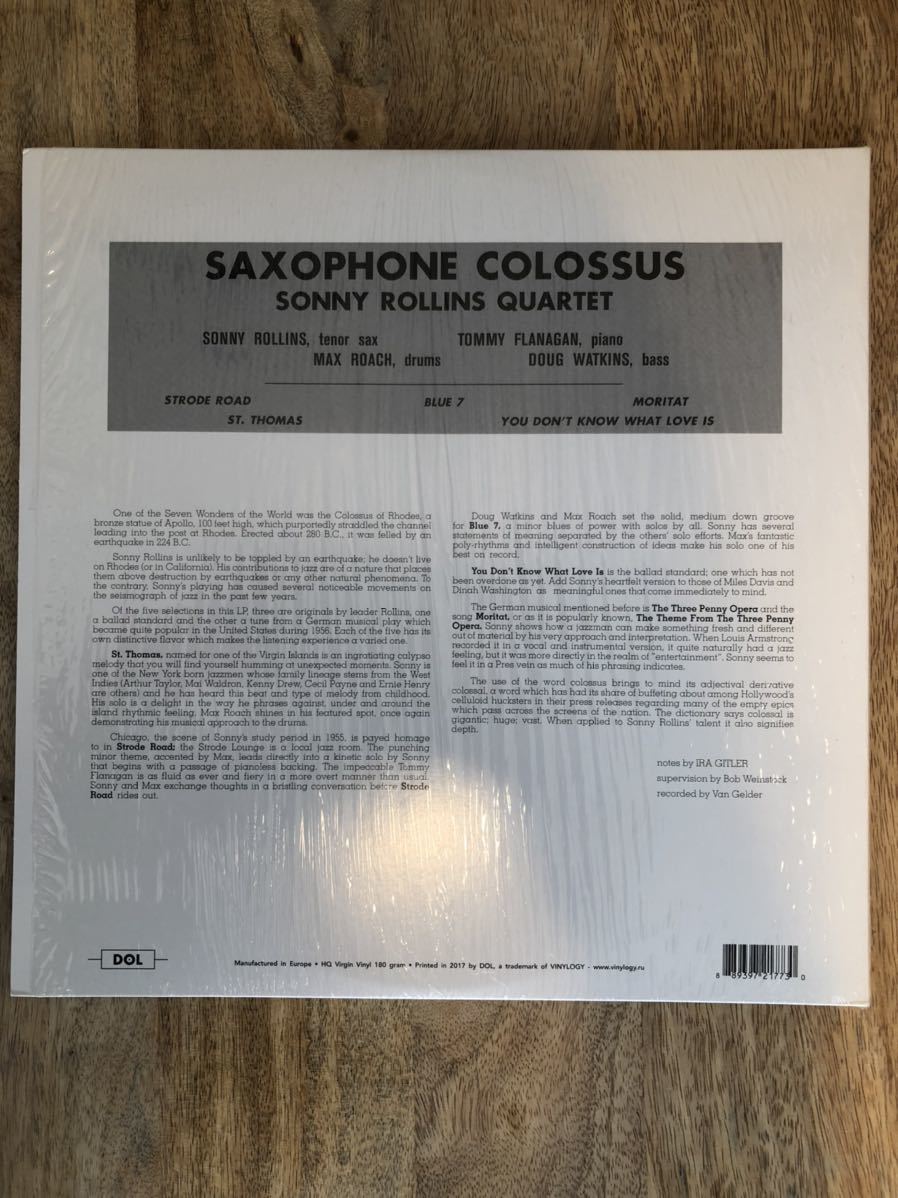 SAXOPHONE COLOSSUS
SONNY ROLLINS QUARTET
SONNY ROLLINS, tenor sax TOMMY FLANAGAN, piano
MAX ROACH, drums DOUG WATKINS, bass
STRODE ROAD BLUE 7 MORITAT
ST. THOMAS YOU DON'T KNOW WHAT LOVE IS
One of the Seven Wonders of the World was the Colossus of Rhodes, a
bronze statue of Apollo, 100 feet high, which purportedly straddled the channel
leading into the post at Rhodes. Erected about 280 B.C., it was felled by an
earthquake in 224 B.C.
Sonny Rollins is unlikely to be toppled by an earthquake; he doesn't live
on Rhodes (or in California). His contributions to jazz are of a nature that places
them above destruction by earthquakes or any other natural phenomena. To
the contrary, Sonny's playing has caused several noticeable movements on
the seismograph of jazz in the past few years.
Of the five selections in this LP, three are originals by leader Rollins, one
a ballad standard and the other a tune from a German musical play which
became quite popular in the United States during 1956. Each of the five has its
own distinctive flavor which makes the listening experience a varied one.
St. Thomas, named for one of the Virgin Islands is an ingratiating calypso
melody that you will find yourself humming at unexpected moments. Sonny is
one of the New York born jazzmen whose family lineage stems from the West
Indies (Arthur Taylor, Mal Waldron, Kenny Drew, Cecil Payne and Ernie Henry
are others) and he has heard this beat and type of melody from childhood.
His solo is a delight in the way he phrases against, under and around the
island rhythmic feeling. Max Roach shines in his featured spot, once again
demonstrating his musical approach to the drums.
Chicago, the scene of Sonny's study period in 1955, is payed homage
to in Strode Road; the Strode Lounge is a local jazz room. The punching
minor theme, accented by Max, leads directly into a kinetic solo by Sonny
that begins with a passage of pianoless backing. The impeccable Tommy
Flanagan is as fluid as ever and fiery in a more overt manner than usual.
Sonny and Max exchange thoughts in a bristling conversation before Strode
Road rides out.
Doug Watkins and Max Roach set the solid, medium down groove
for Blue 7, a minor blues of power with solos by all. Sonny has several
statements of meaning separated by the others' solo efforts. Max's fantastic
poly-rhythms and intelligent construction of ideas make his solo one of his
best on record.
You Don't Know What Love Is is the ballad standard; one which has not
been overdone as yet. Add Sonny's heartfelt version to those of Miles Davis and
Dinah Washington as meaningful ones that come immediately to mind.
The German musical mentioned before is The Three Penny Opera and the
song Moritat, or as it is popularly known, The Theme From The Three Penny
Opera. Sonny shows how a jazzman can make something fresh and different
out of material by his very approach and interpretation. When Louis Armstrong
recorded it in a vocal and instrumental version, it quite naturally had a jazz
feeling, but it was more directly in the realm of "entertainment". Sonny seems to
feel it in a Pres vein as much of his phrasing indicates.
The use of the word colossus brings to mind its adjectival derivative
colossal, a word which has had its share of buffeting about among Hollywood's
celluloid hucksters in their press releases regarding many of the empty epics
which pass across the screens of the nation. The dictionary says colossal is
gigantic; huge; vast. When applied to Sonny Rollins' talent it also signifies
depth.
notes by IRA GITLER
supervision by Bob Weinstock
recorded by Van Gelder
DOL
Manufactured in Europe • HQ Virgin Vinyl 180 gram • Printed in 2017 by DOL, a trademark of VINYLOGY - www.vinylogy.ru
8 89397 21773 0